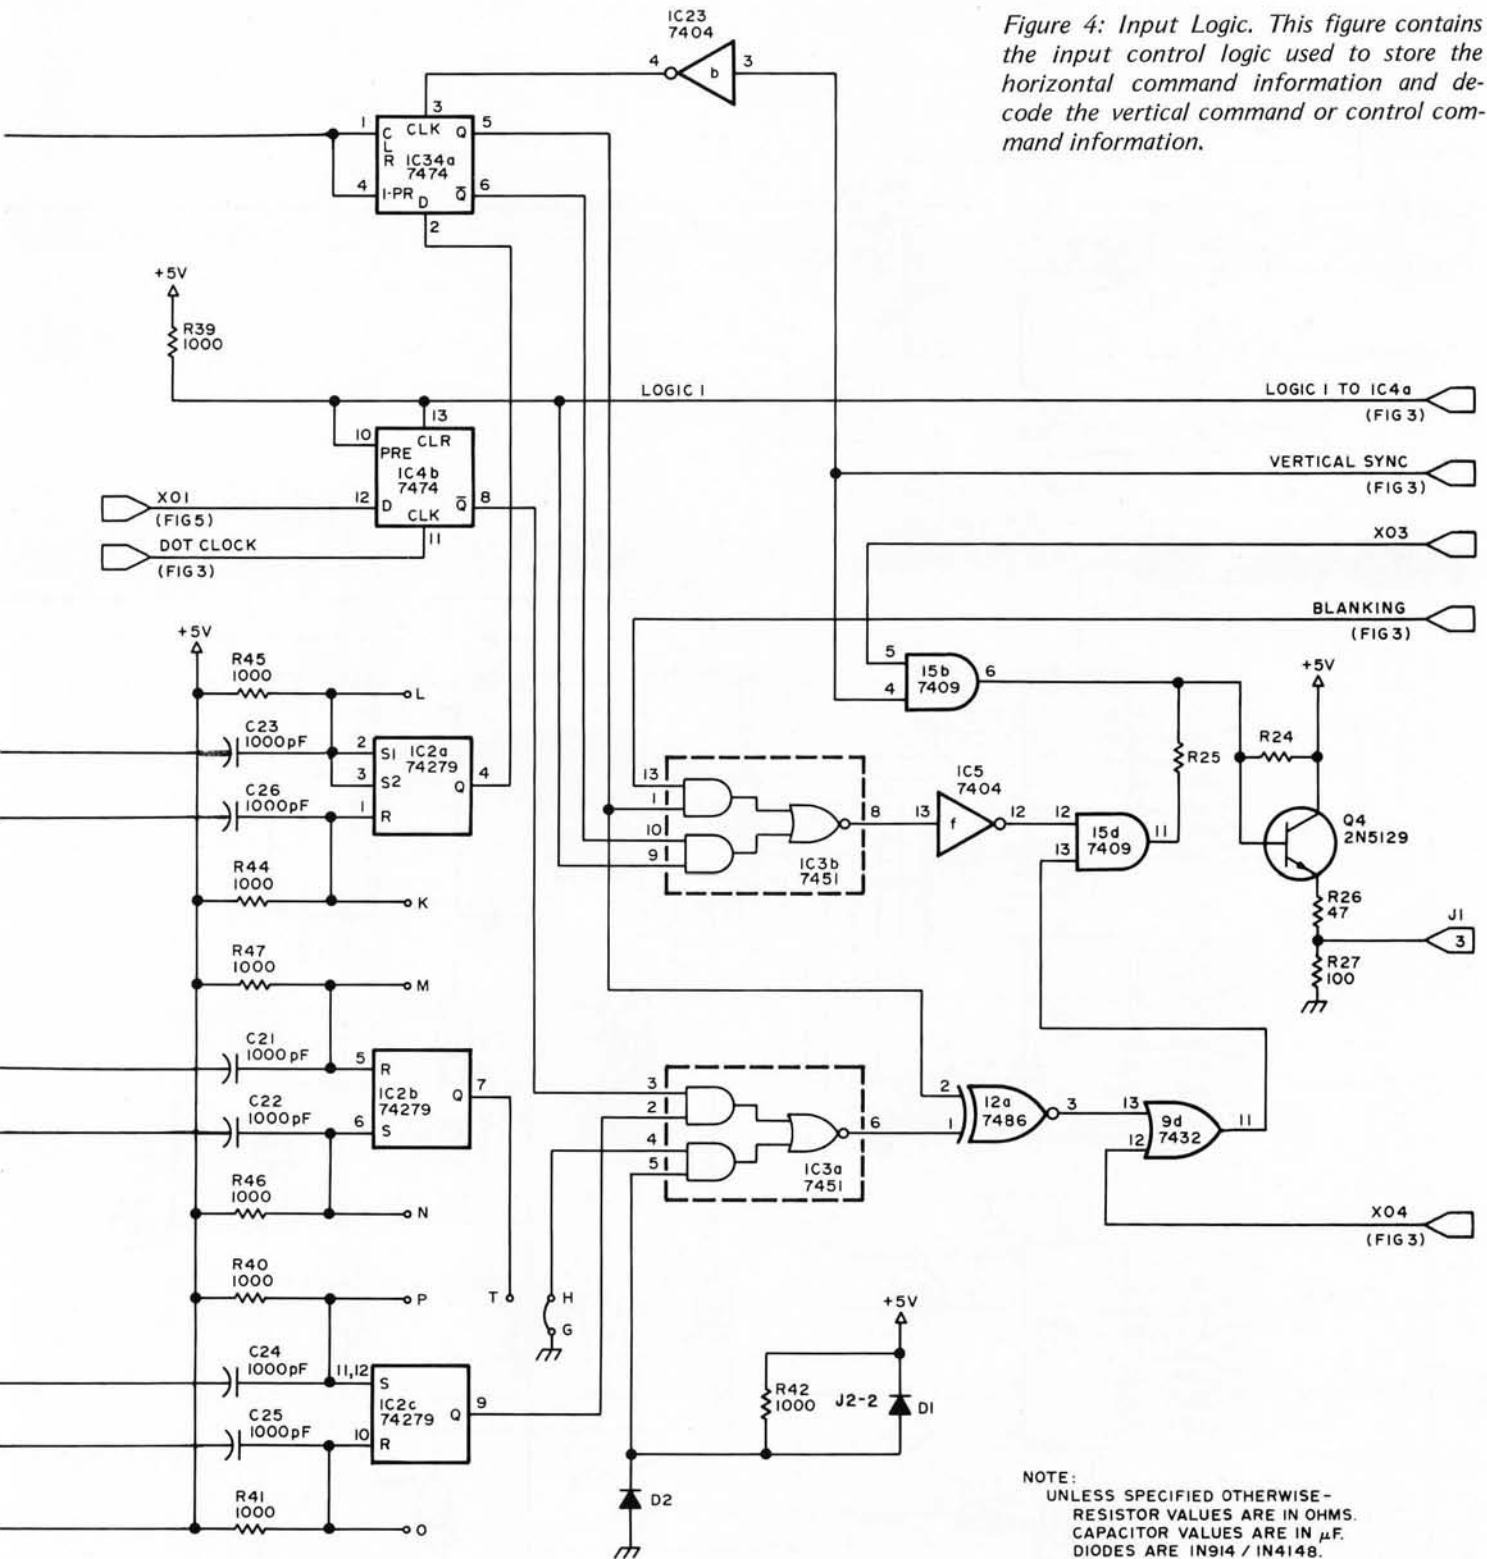 Figure 4: Input Logic. This figure contains
the input control logic used to store the
horizontal command information and de-
code the vertical command or control com-
mand information.
IC23
7404
4
b
3
3
1
CLK
Q
5
C
L
R
IC34a
7474
4
1-PR
D
Q̅
6
2
+5V
R39
1000
LOGIC 1
LOGIC 1 TO IC4a
(FIG 3)
13
10
CLR
PRE
IC4b
7474
VERTICAL SYNC
(FIG 3)
X01
(FIG 5)
12
D
Q̅
8
CLK
11
DOT CLOCK
(FIG 3)
X03
BLANKING
(FIG 3)
+5V
R45
1000
L
5
15b
7409
4
6
+5V
C23
1000pF
2
S1
IC2a
74279
3
S2
Q
4
C26
1000pF
1
R
R24
R25
13
1
10
9
8
IC3b
7451
IC5
7404
13
f
12
12
15d
7409
13
11
Q4
2N5129
R44
1000
K
R26
47
J1
3
R47
1000
M
R27
100
C21
1000pF
5
R
IC2b
74279
Q
7
C22
1000pF
6
S
3
2
4
5
6
IC3a
7451
2
12a
7486
1
3
13
9d
7432
12
11
R46
1000
N
X04
(FIG 3)
R40
1000
P
T
H
G
+5V
C24
1000pF
11,12
S
IC2c
74279
Q
9
C25
1000pF
10
R
R42
1000
J2-2
D1
R41
1000
O
D2
NOTE:
UNLESS SPECIFIED OTHERWISE-
RESISTOR VALUES ARE IN OHMS.
CAPACITOR VALUES ARE IN µF.
DIODES ARE IN914 / IN4148.